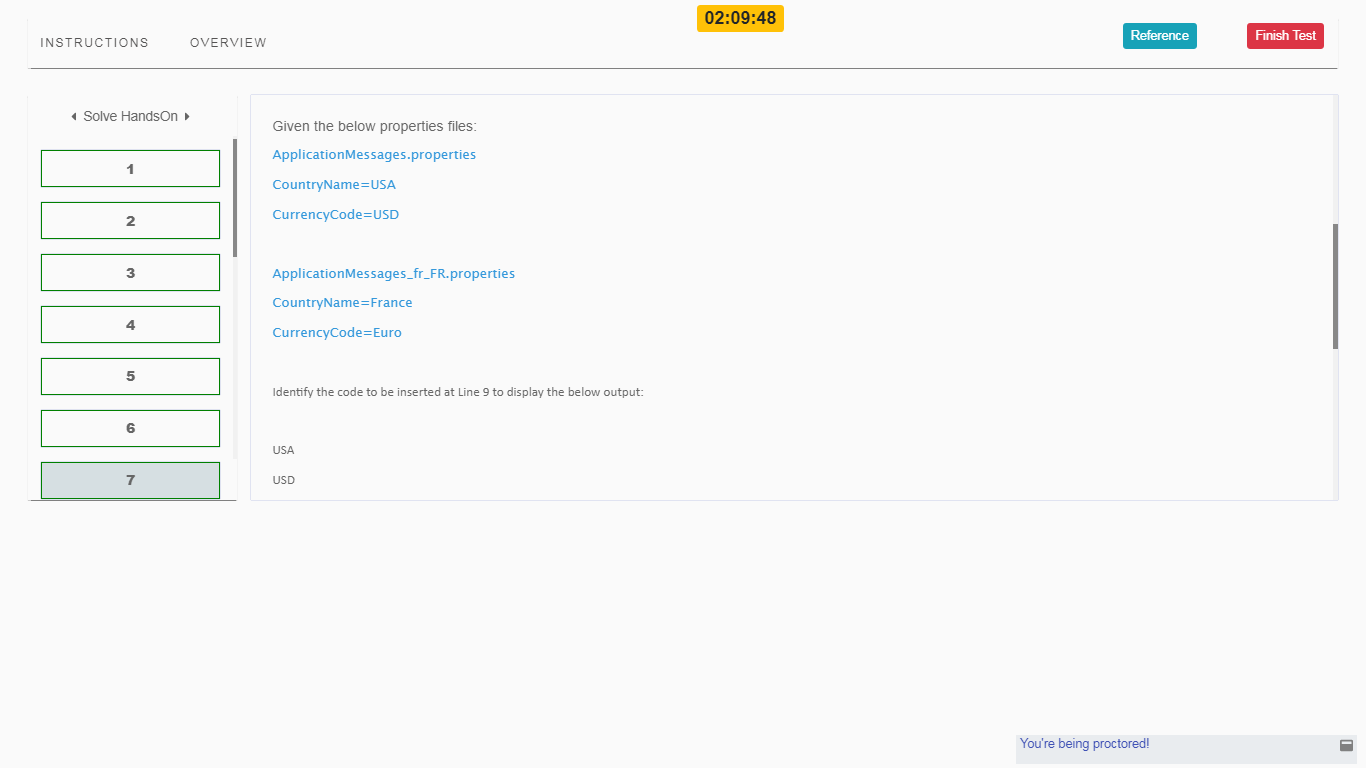 02:09:48
INSTRUCTIONS
OVERVIEW
Reference
Finish Test
Solve HandsOn
1
2
3
4
5
6
7
Given the below properties files:
ApplicationMessages.properties
CountryName=USA
CurrencyCode=USD
ApplicationMessages_fr_FR.properties
CountryName=France
CurrencyCode=Euro
Identify the code to be inserted at Line 9 to display the below output:
USA
USD
You're being proctored!